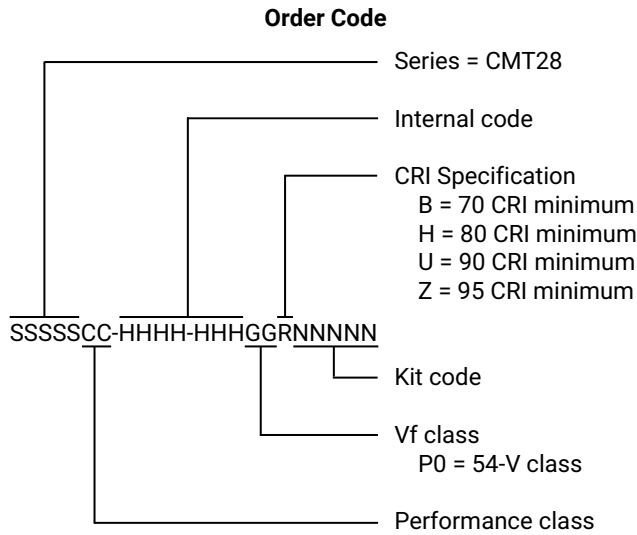 Order Code
Series = CMT28
Internal code
CRI Specification
B = 70 CRI minimum
H = 80 CRI minimum
U = 90 CRI minimum
Z = 95 CRI minimum
SSSSSCC-HHHH-HHHGGRNNNNN
Kit code
Vf class
P0 = 54-V class
Performance class